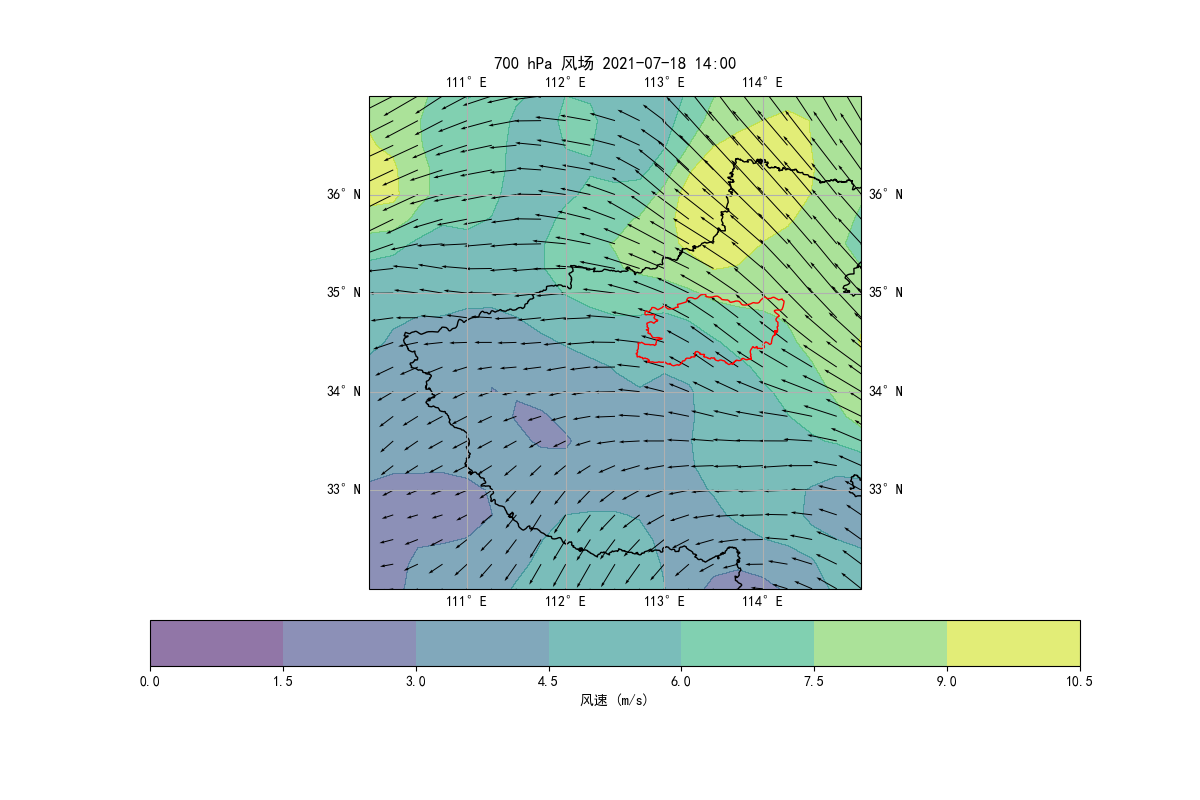 700 hPa 风场 2021-07-18 14:00
111° E 112° E 113° E 114° E
36° N 36° N
35° N 35° N
34° N 34° N
33° N 33° N
111° E 112° E 113° E 114° E
0.0 1.5 3.0 4.5 6.0 7.5 9.0 10.5
风速 (m/s)